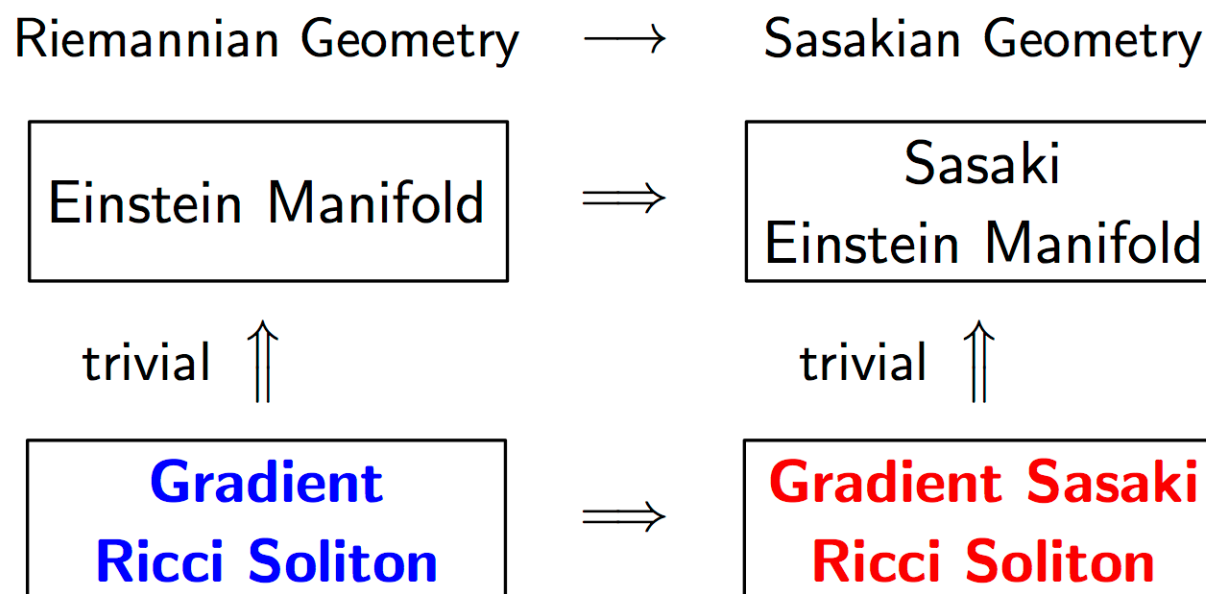 Riemannian Geometry ⟶ Sasakian Geometry
Einstein Manifold ⟹ Sasaki
Einstein Manifold
trivial ⇑ trivial ⇑
Gradient
Ricci Soliton
⟹
Gradient Sasaki
Ricci Soliton